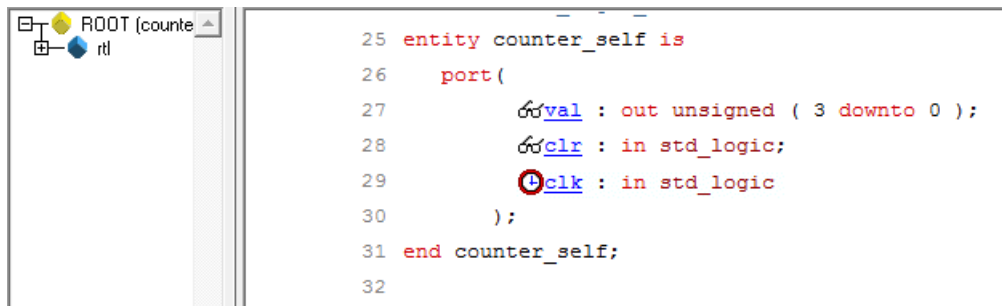 ROOT (counte
rtl
25 entity counter_self is
26 port(
27 val : out unsigned ( 3 downto 0 );
28 clr : in std_logic;
29 clk : in std_logic
30 );
31 end counter_self;
32